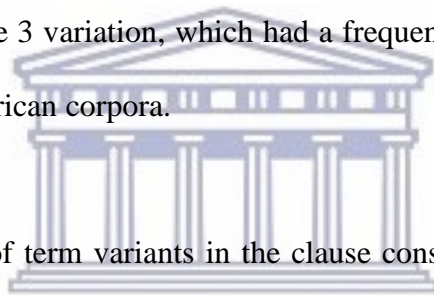 3 variation, which had a frequen
rican corpora.
of term variants in the clause cons